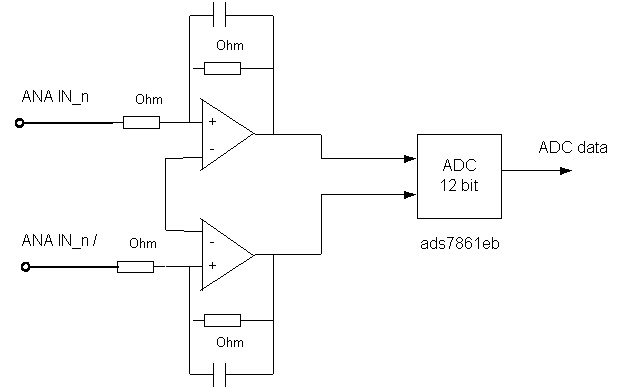 Ohm
ANA IN_n
Ohm
+
-
ADC
12 bit
ADC data
ANA IN_n /
Ohm
-
+
ads7861eb
Ohm